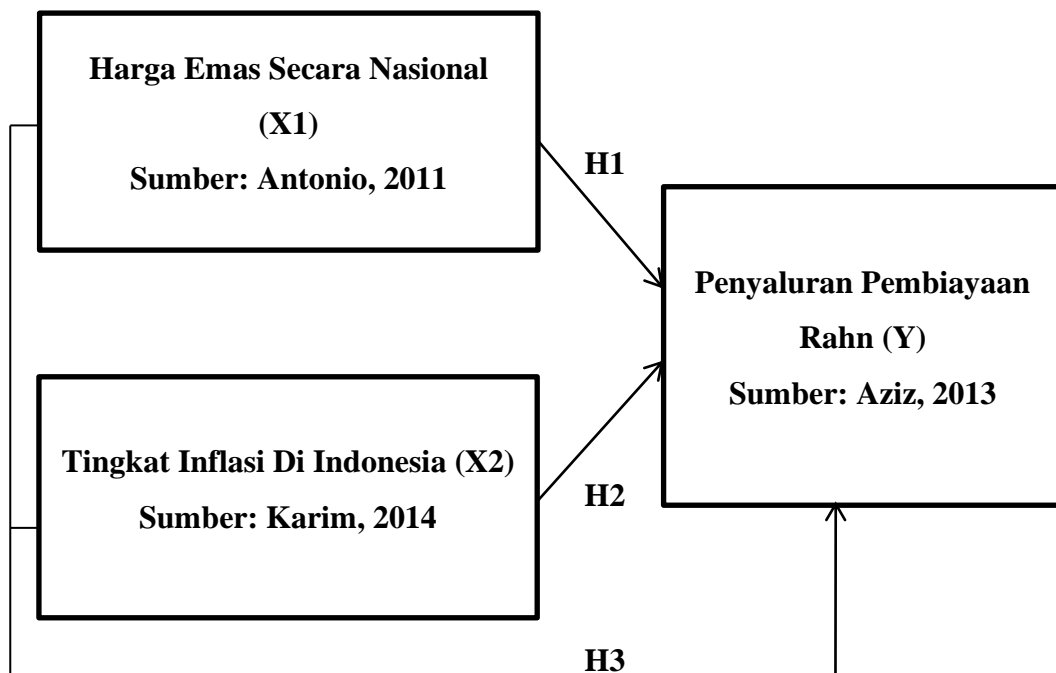 Harga Emas Secara Nasional
(X1)
Sumber: Antonio, 2011
H1
Penyaluran Pembiayaan
Rahn (Y)
Sumber: Aziz, 2013
Tingkat Inflasi Di Indonesia (X2)
Sumber: Karim, 2014
H2
H3